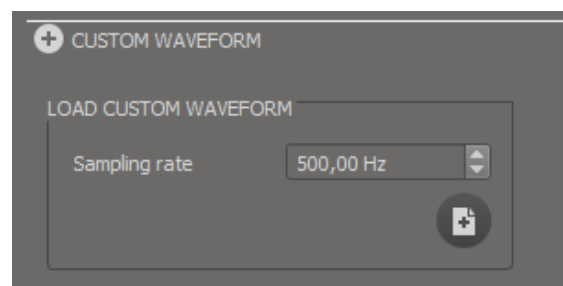 CUSTOM WAVEFORM
LOAD CUSTOM WAVEFORM
Sampling rate 500,00 Hz